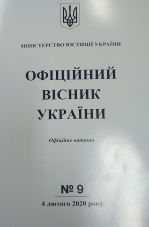 МІНІСТЕРСТВО ЮСТИЦІЇ УКРАЇНИ
ОФІЦІЙНИЙ
ВІСНИК
УКРАЇНИ
Офіційне видання
№ 9
4 лютого 2020 року